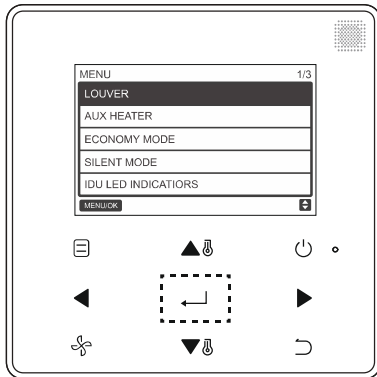 MENU 1/3
LOUVER
AUX HEATER
ECONOMY MODE
SILENT MODE
IDU LED INDICATIORS
MENU/OK